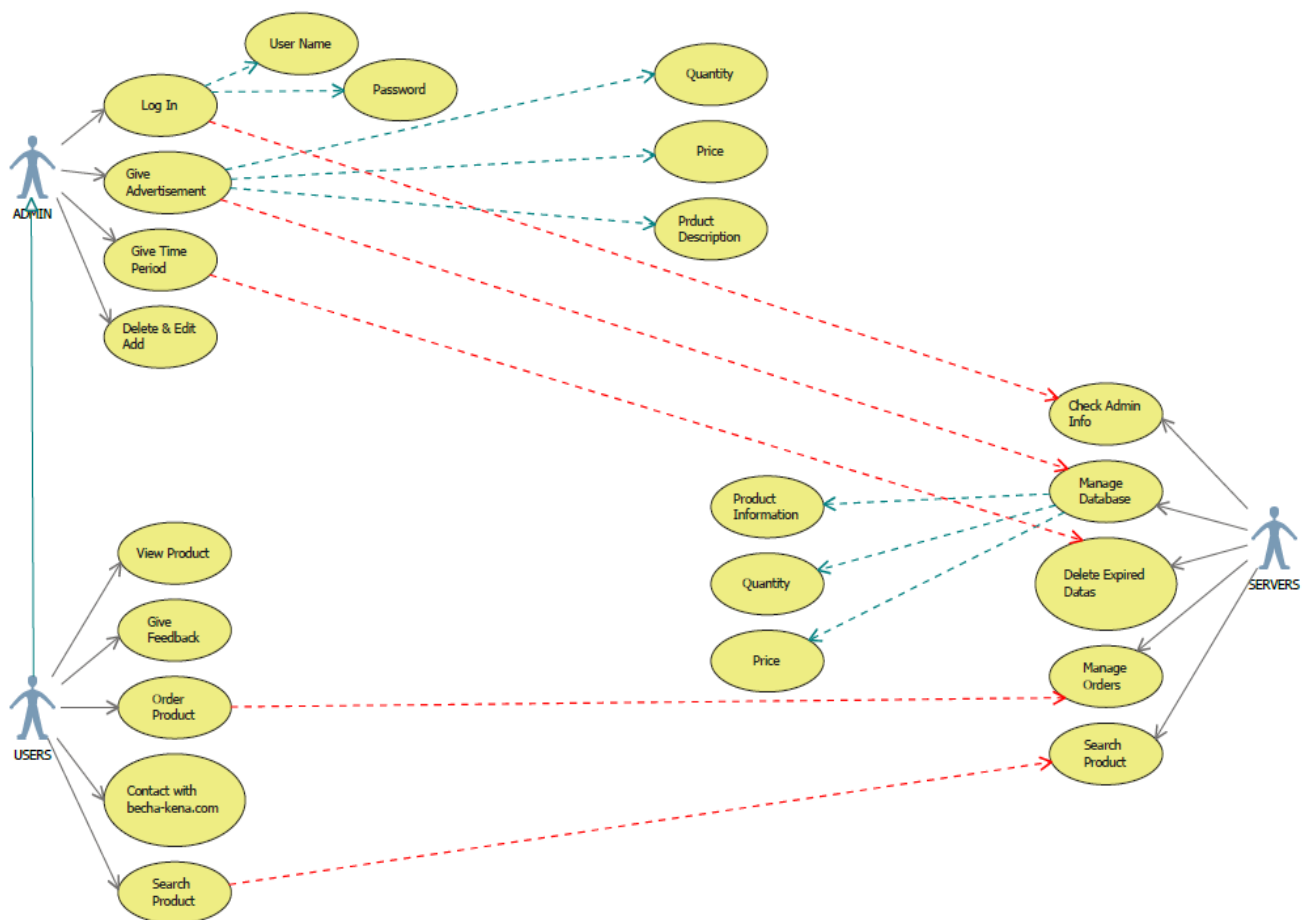 User Name
Quantity
Password
Log In
Price
Give
Advertisement
ADMIN
Prduct
Description
Give Time
Period
Delete & Edit
Add
Check Admin
Info
Manage
Database
Product
Information
View Product
SERVERS
Delete Expired
Datas
Quantity
Give
Feedback
Price
Manage
Orders
Order
Product
USERS
Search
Product
Contact with
becha-kena.com
Search
Product